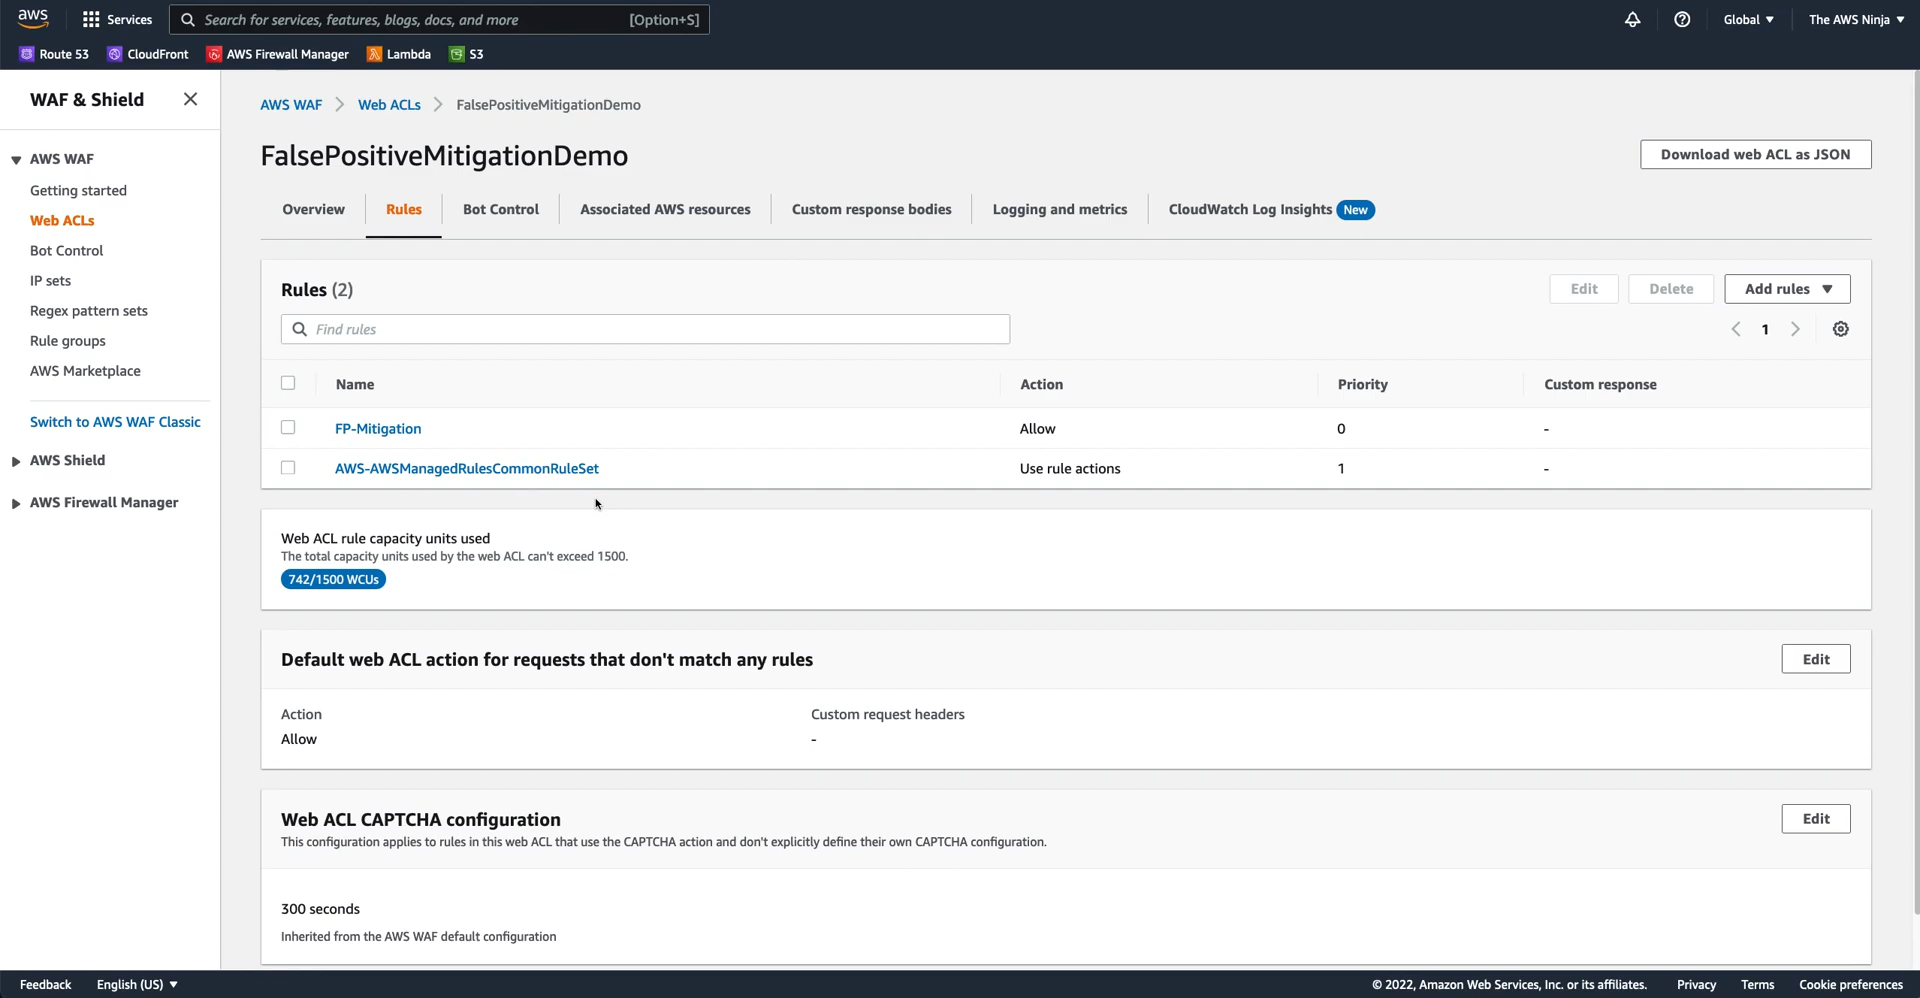 aws Services Search for services, features, blogs, docs, and more [Option+S] Global ▼ The AWS Ninja ▼
Route 53 CloudFront AWS Firewall Manager Lambda S3
WAF & Shield
AWS WAF
Getting started
Web ACLs
Bot Control
IP sets
Regex pattern sets
Rule groups
AWS Marketplace
Switch to AWS WAF Classic
AWS Shield
AWS Firewall Manager
AWS WAF > Web ACLs > FalsePositiveMitigationDemo
FalsePositiveMitigationDemo Download web ACL as JSON
Overview Rules Bot Control Associated AWS resources Custom response bodies Logging and metrics CloudWatch Log Insights New
Rules (2) Edit Delete Add rules ▼
Find rules < 1 >
Name Action Priority Custom response
FP-Mitigation Allow 0 -
AWS-AWSManagedRulesCommonRuleSet Use rule actions 1 -
Web ACL rule capacity units used
The total capacity units used by the web ACL can't exceed 1500.
742/1500 WCUs
Default web ACL action for requests that don't match any rules Edit
Action Custom request headers
Allow -
Web ACL CAPTCHA configuration Edit
This configuration applies to rules in this web ACL that use the CAPTCHA action and don't explicitly define their own CAPTCHA configuration.
300 seconds
Inherited from the AWS WAF default configuration
Feedback English (US) ▼ © 2022, Amazon Web Services, Inc. or its affiliates. Privacy Terms Cookie preferences